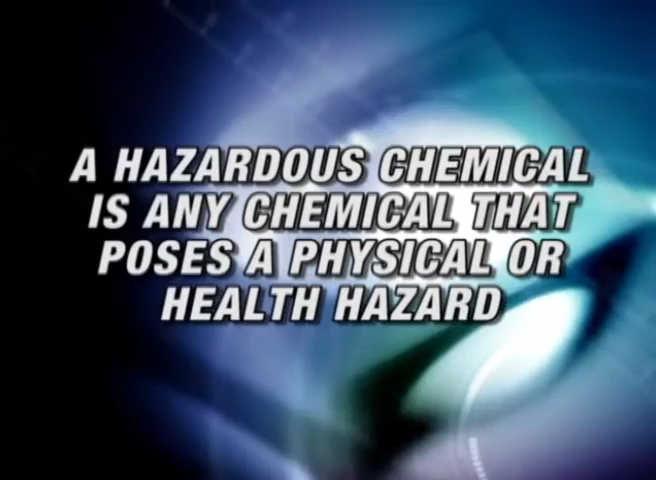 A HAZARDOUS CHEMICAL
IS ANY CHEMICAL THAT
POSES A PHYSICAL OR
HEALTH HAZARD